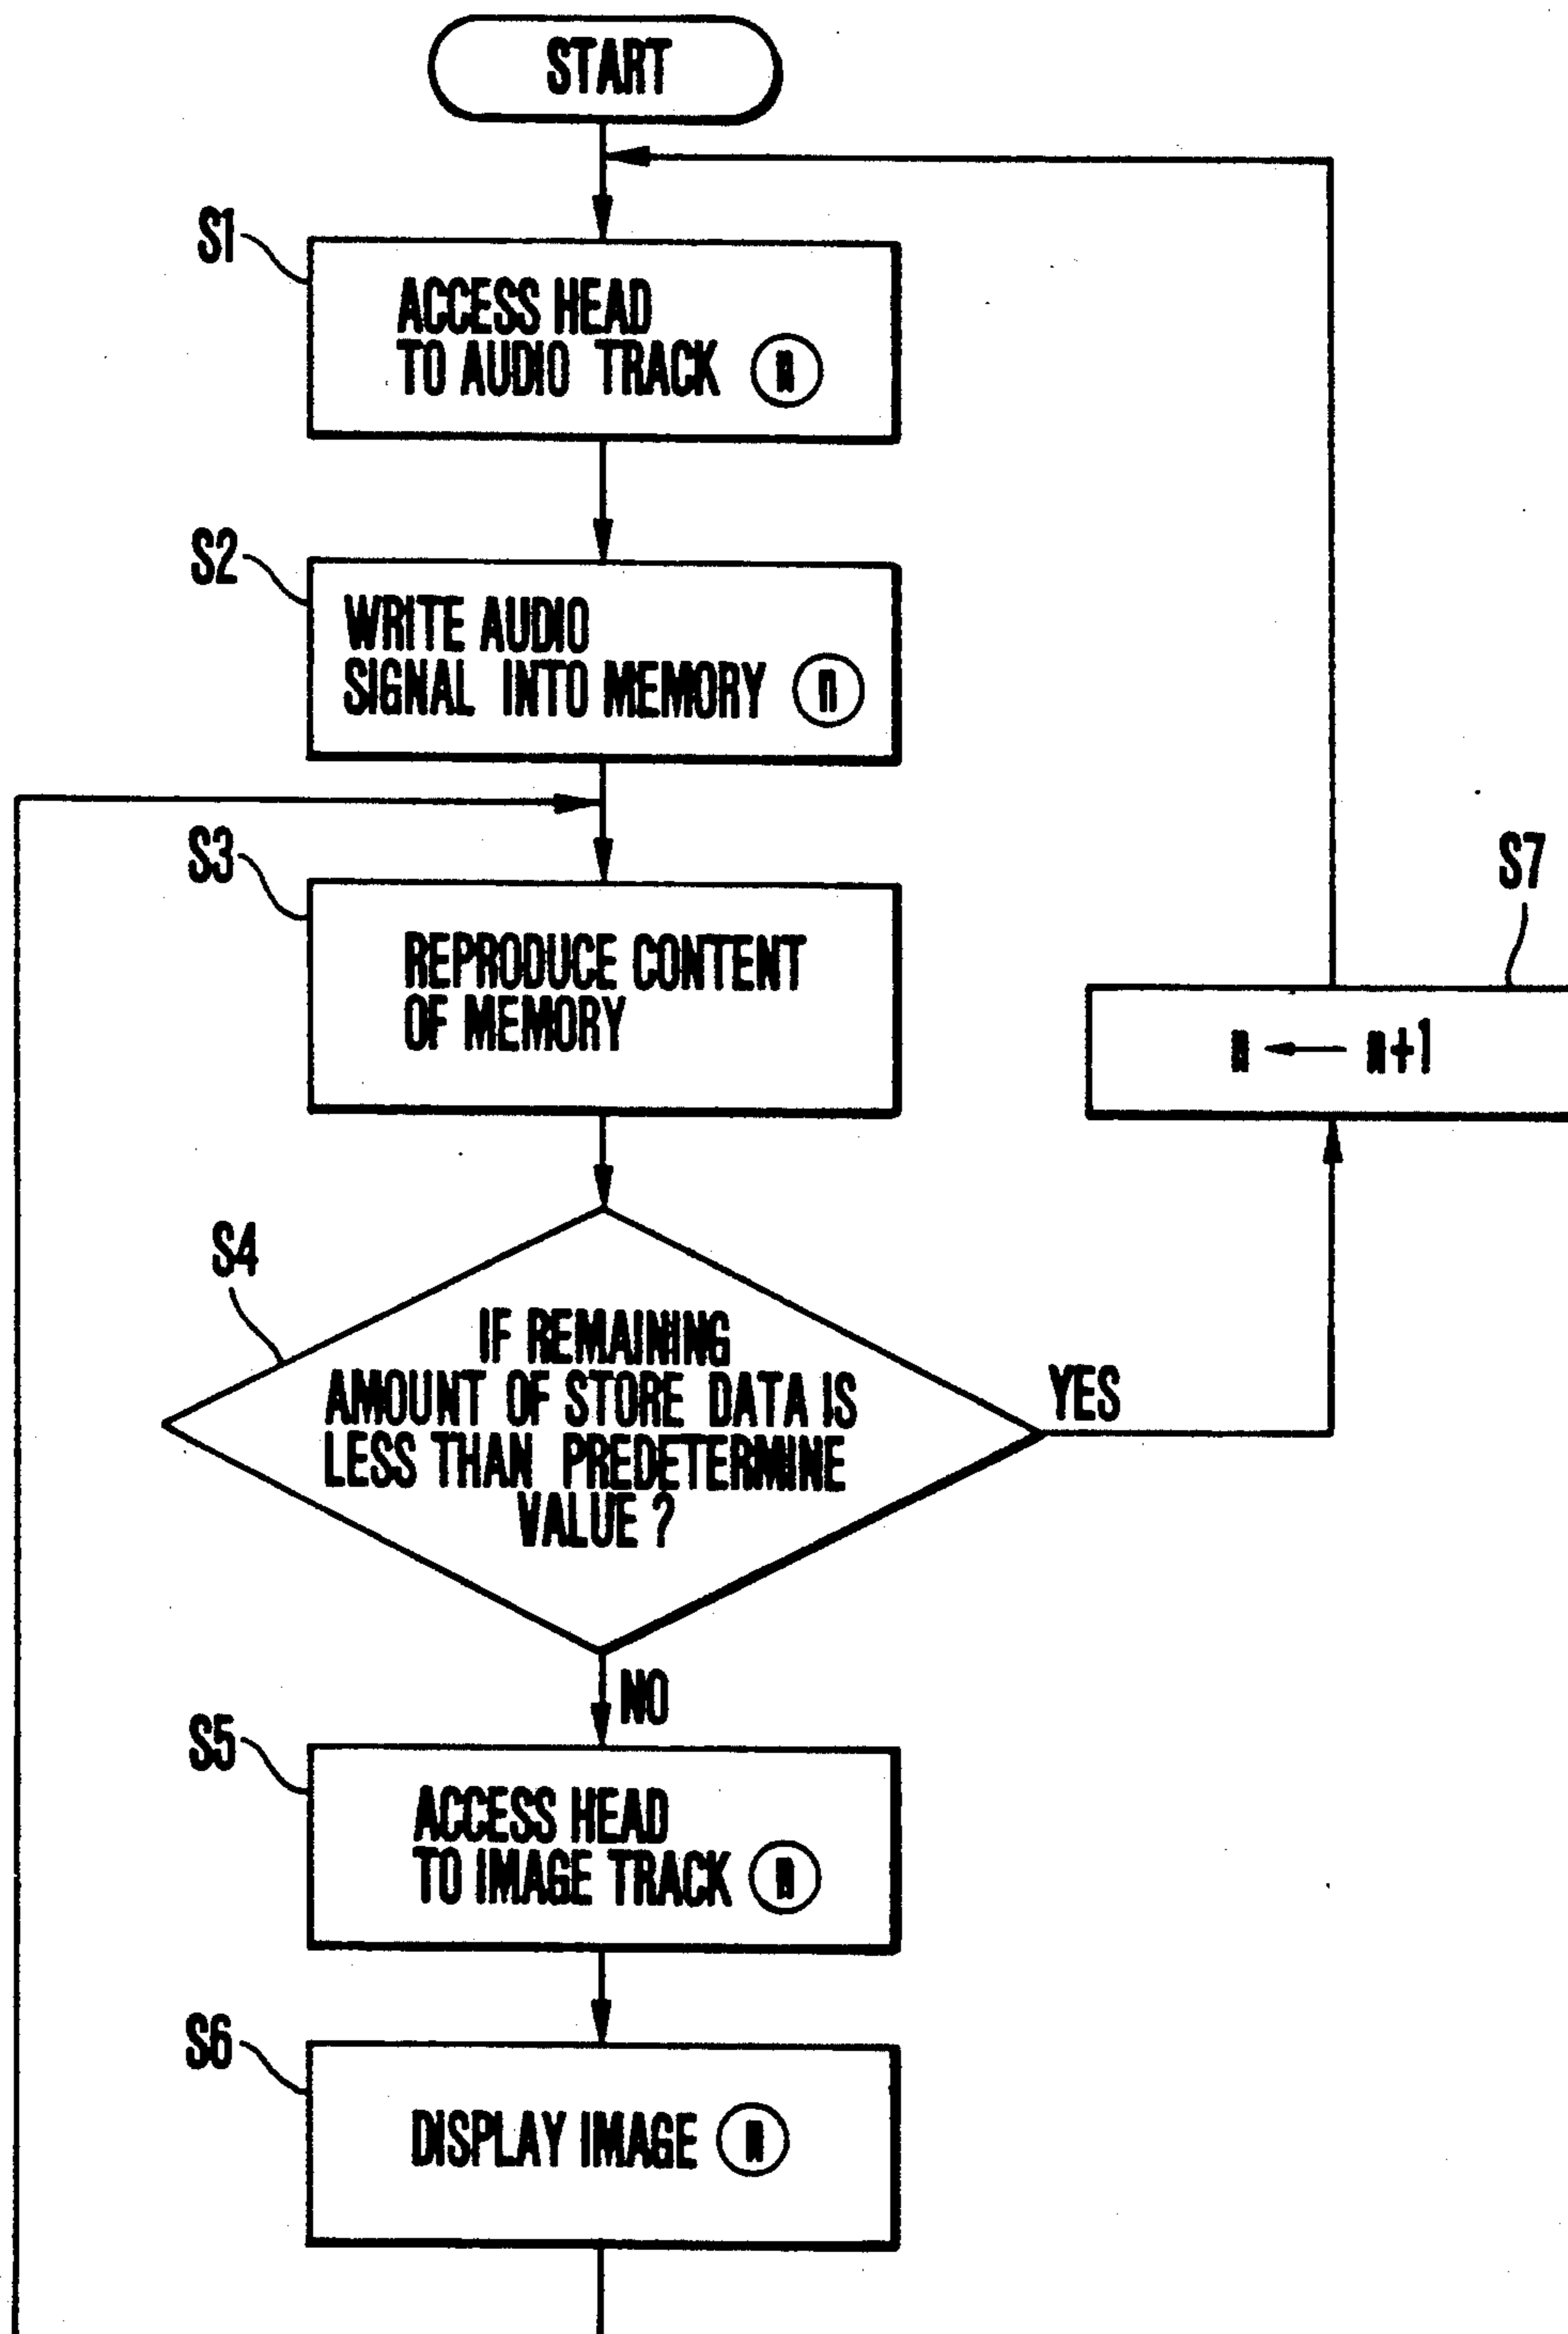 START
S1
ACCESS HEAD
TO AUDIO TRACK n
S2
WRITE AUDIO
SIGNAL INTO MEMORY n
S3
REPRODUCE CONTENT
OF MEMORY
S7
n ← n+1
S4
IF REMAINING
AMOUNT OF STORE DATA IS
LESS THAN PREDETERMINE
VALUE ?
YES
NO
S5
ACCESS HEAD
TO IMAGE TRACK n
S6
DISPLAY IMAGE n